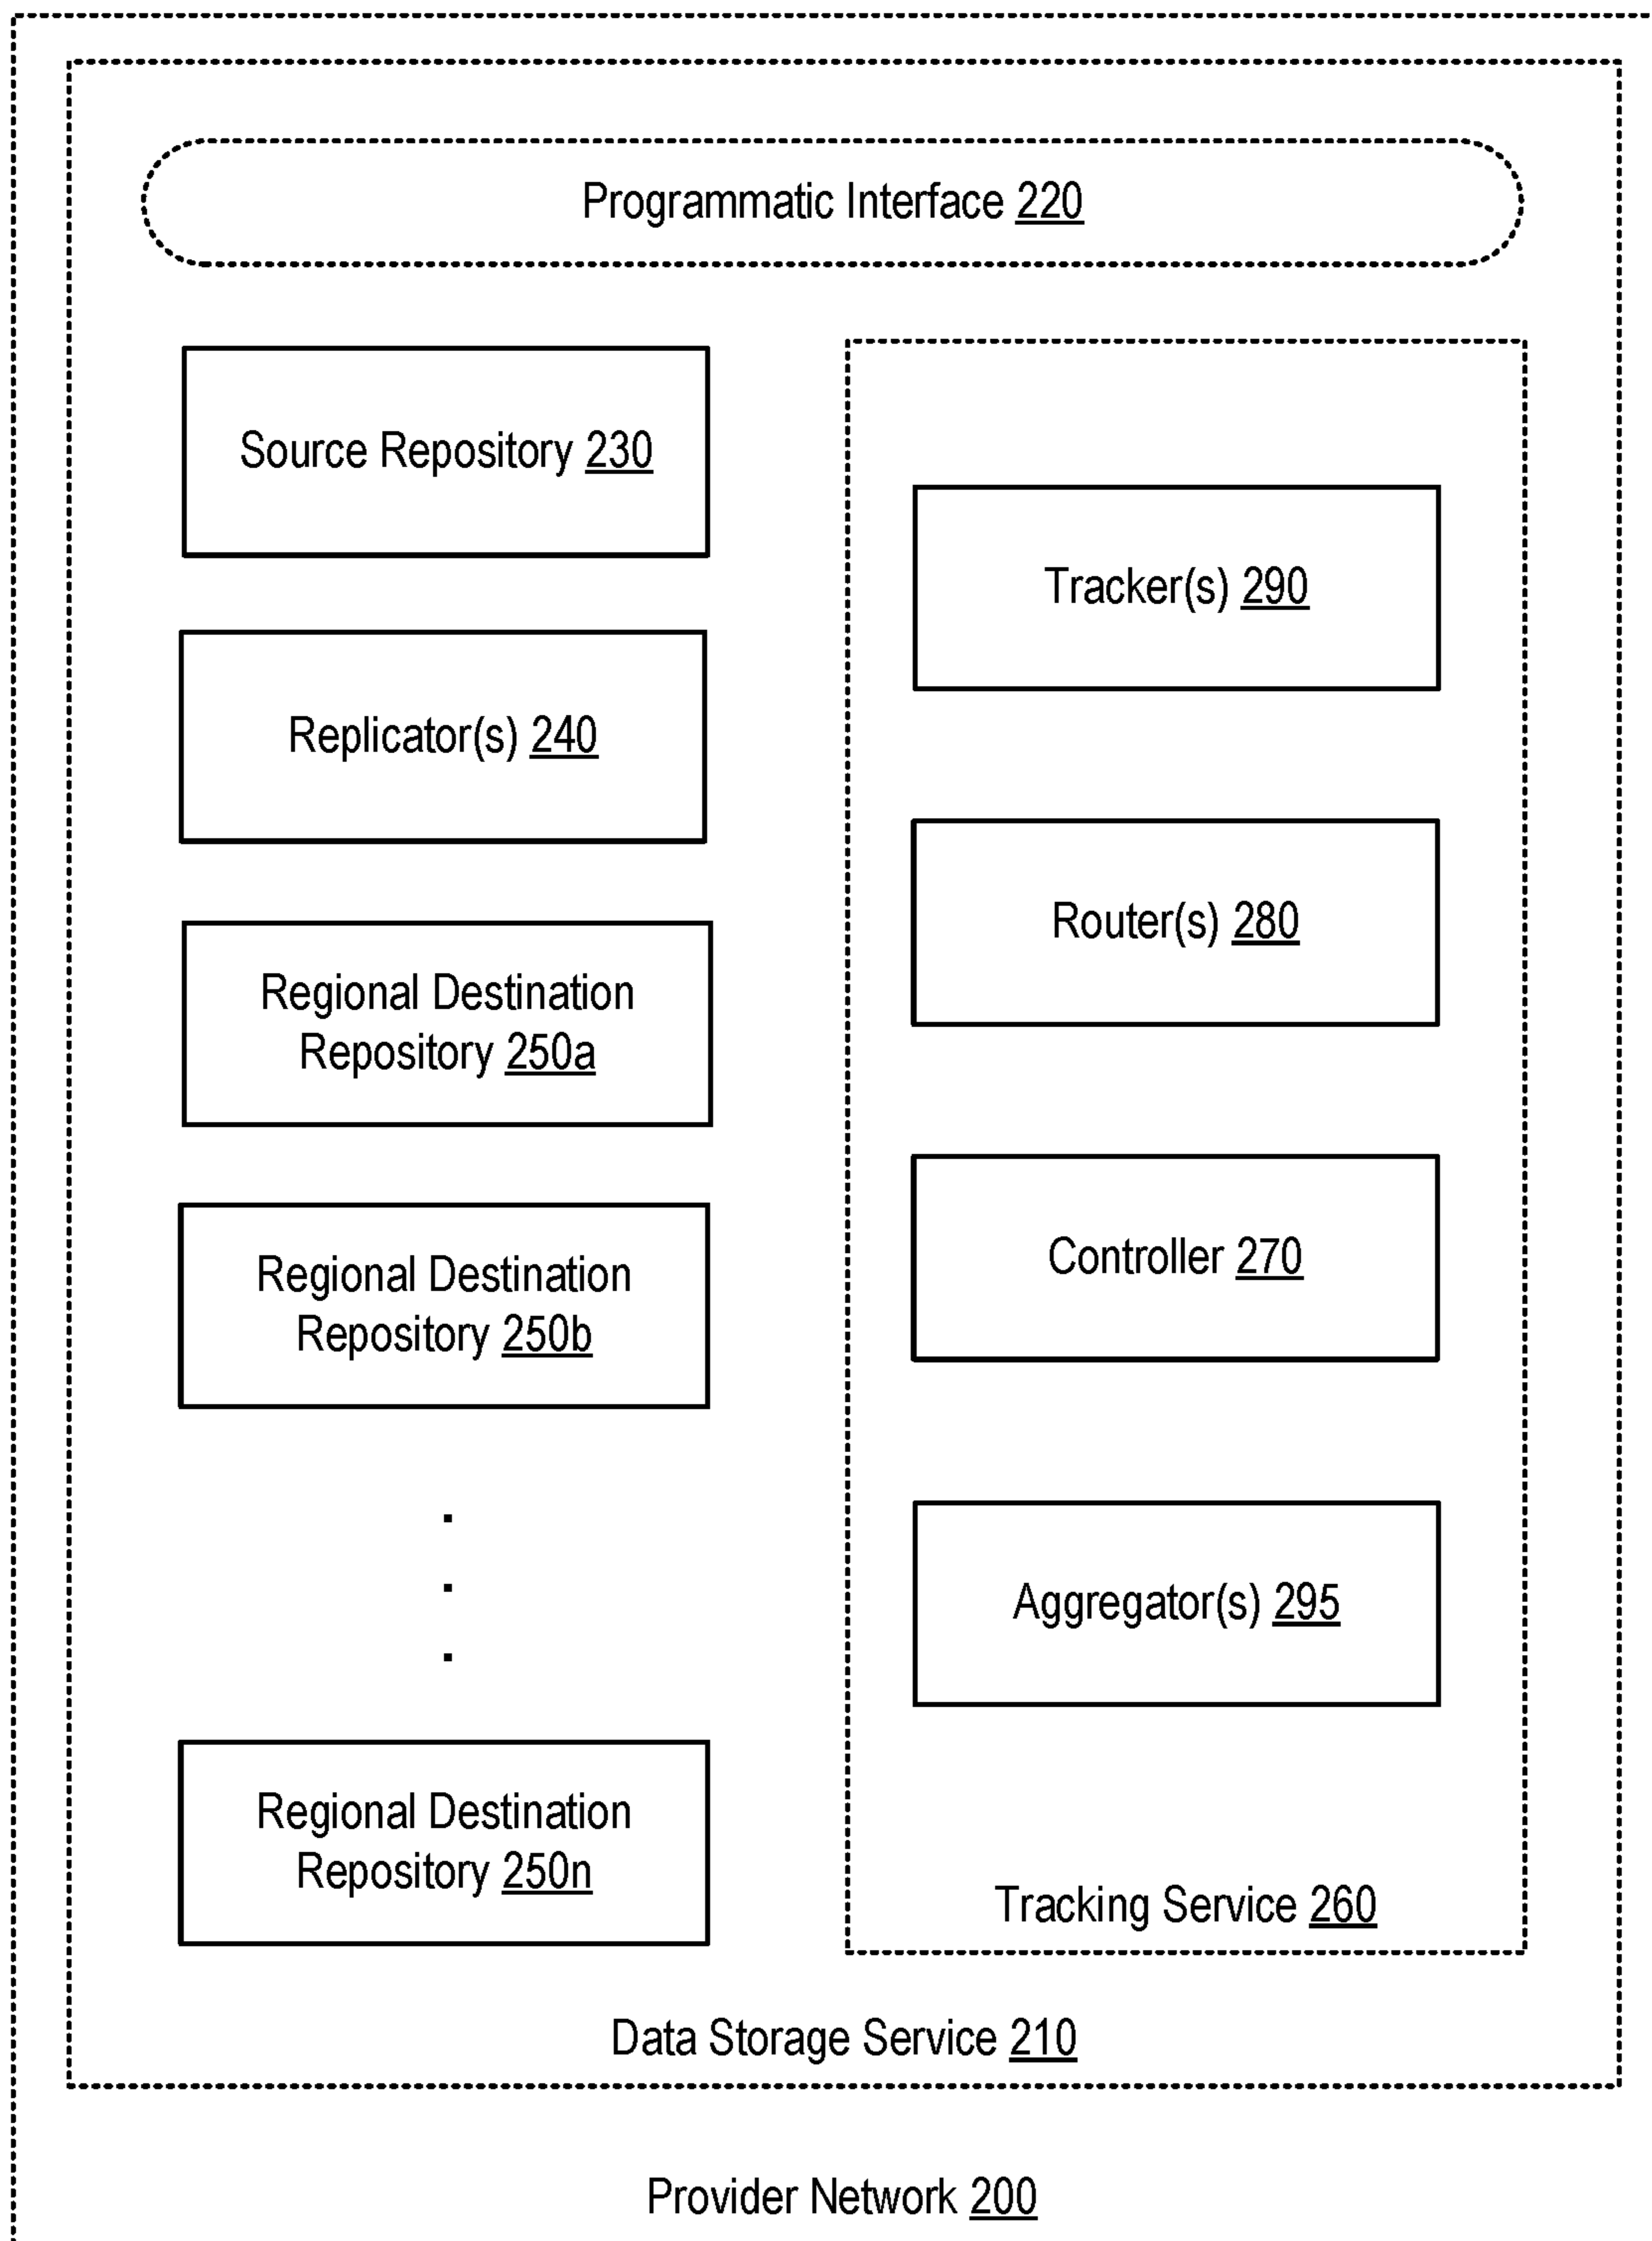 Programmatic Interface 220
Source Repository 230
Replicator(s) 240
Regional Destination
Repository 250a
Regional Destination
Repository 250b
.
.
.
Regional Destination
Repository 250n
Tracker(s) 290
Router(s) 280
Controller 270
Aggregator(s) 295
Tracking Service 260
Data Storage Service 210
Provider Network 200